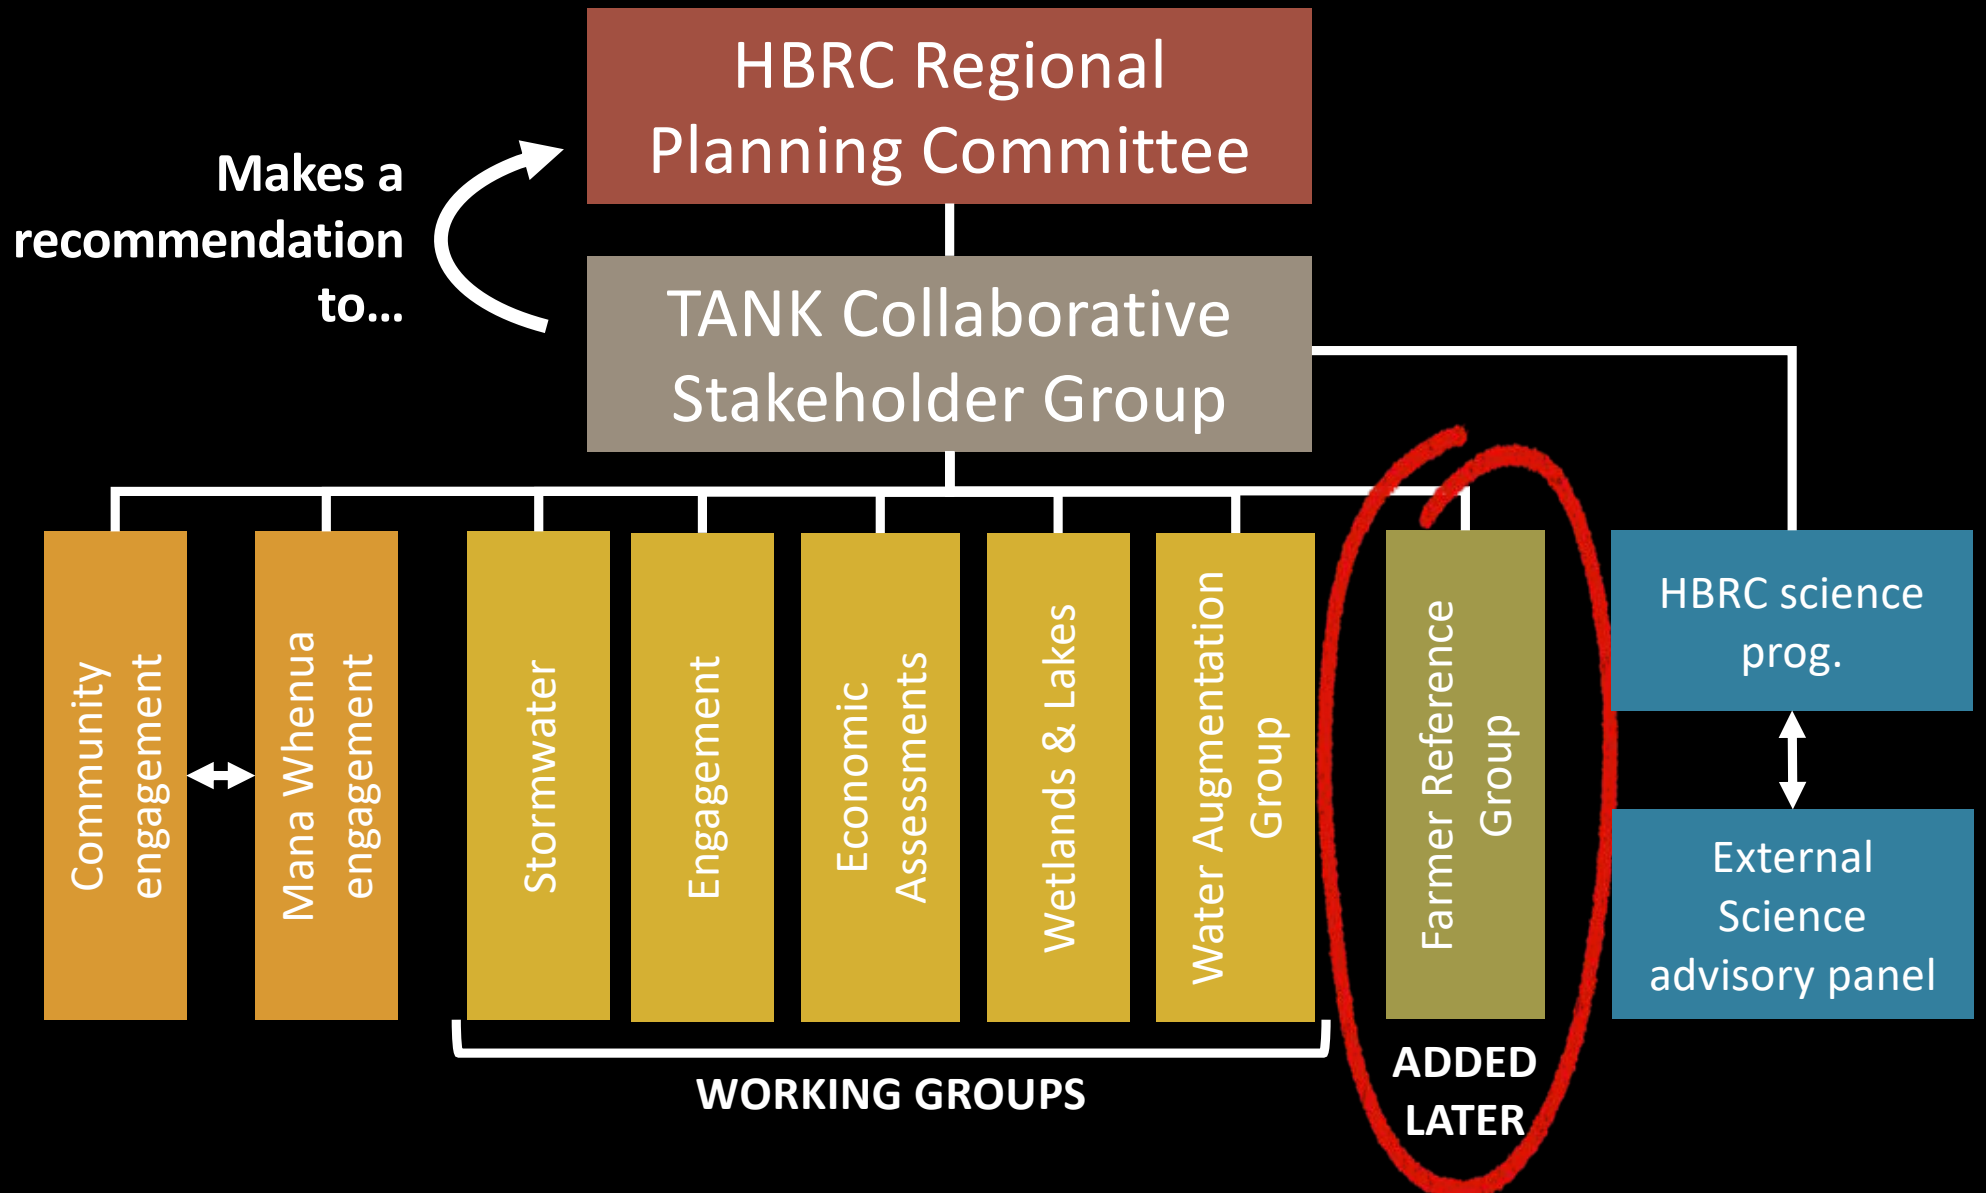 HBRC Regional
Planning Committee
Makes a
recommendation
to...
TANK Collaborative
Stakeholder Group
Community
engagement
Mana Whenua
engagement
Stormwater
Engagement
Economic
Assessments
Wetlands & Lakes
Water Augmentation
Group
Farmer Reference
Group
HBRC science
prog.
External
Science
advisory panel
WORKING GROUPS
ADDED
LATER